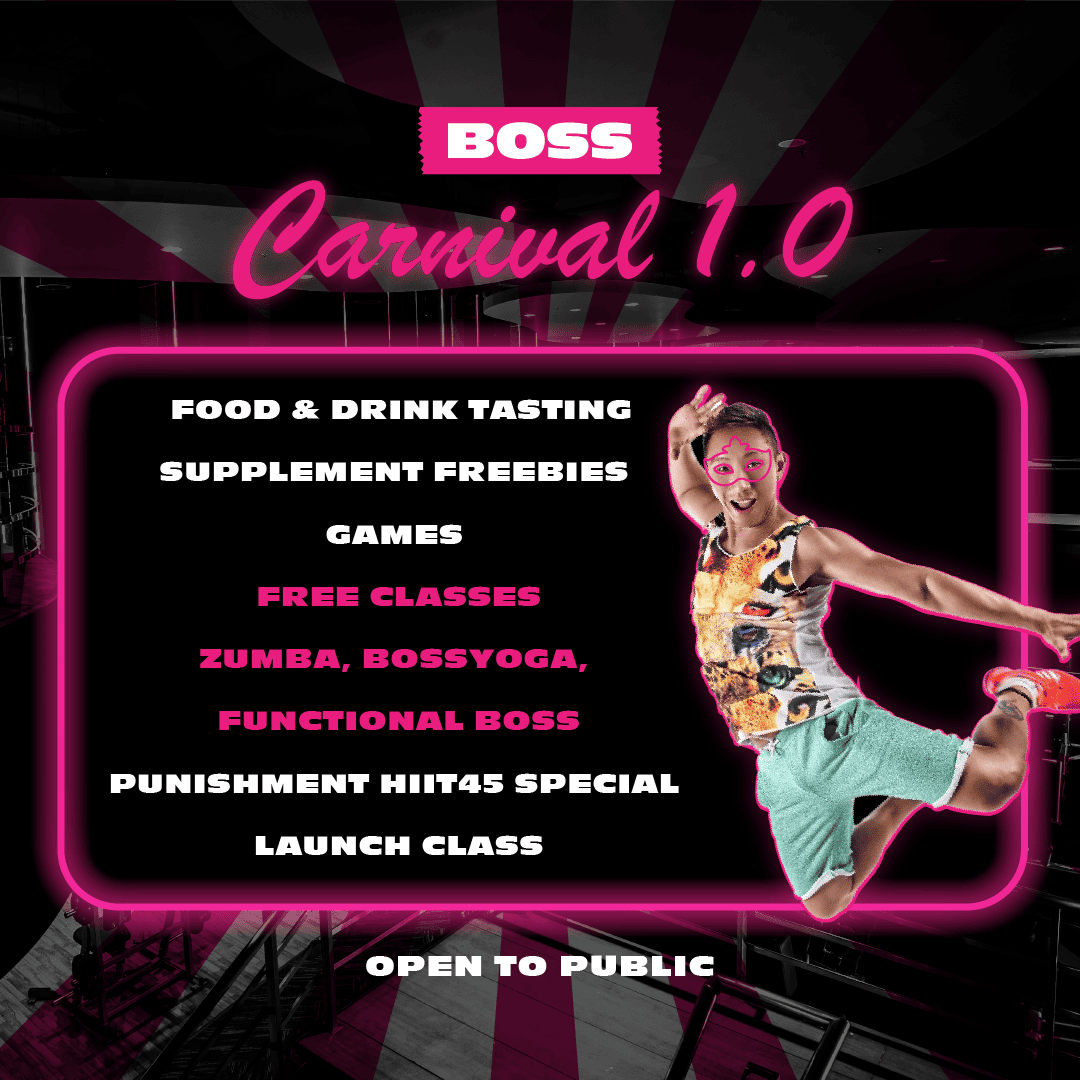 BOSS
Carnival 1.0
FOOD & DRINK TASTING
SUPPLEMENT FREEBIES
GAMES
FREE CLASSES
ZUMBA, BOSSYOGA,
FUNCTIONAL BOSS
PUNISHMENT HIIT45 SPECIAL
LAUNCH CLASS
OPEN TO PUBLIC